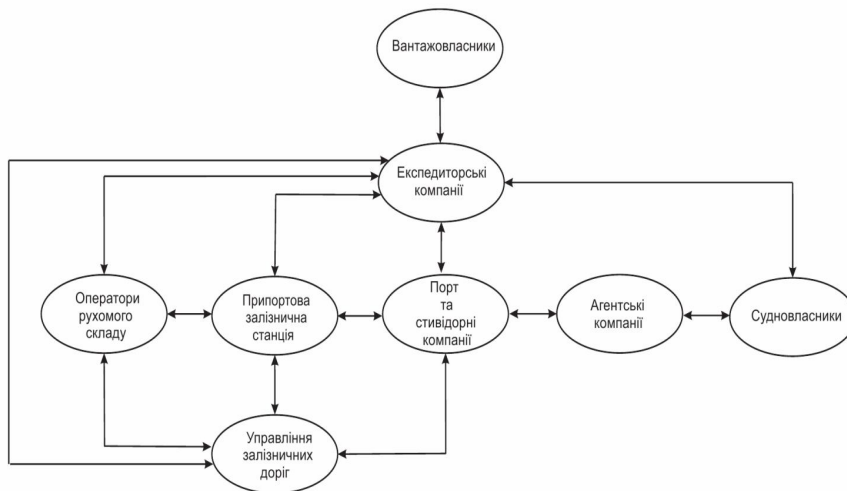 Вантажовласники
Експедиторські
компанії
Оператори
рухомого
складу
Припортова
залізнична
станція
Порт
та
стивідорні
компанії
Агентські
компанії
Судновласники
Управління
залізничних
доріг